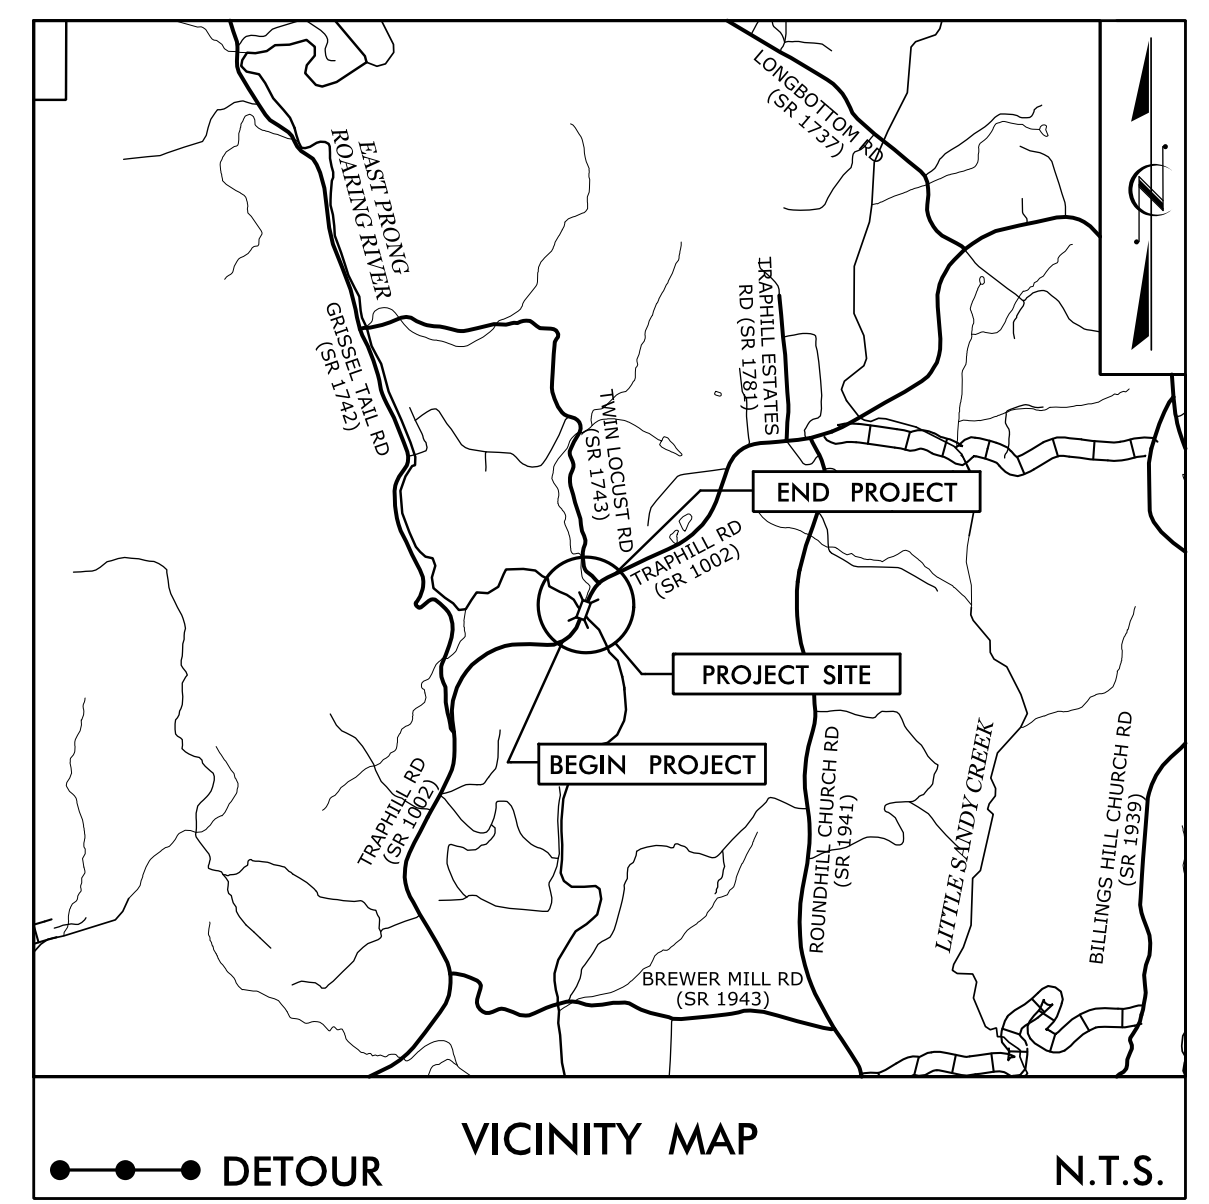 LONGBOTTOM RD
(SR 1737)
EAST PRONG
ROARING RIVER
GRISSEL TAIL RD
(SR 1742)
TRAPHILL ESTATES
RD (SR 1781)
TWIN LOCUST RD
(SR 1743)
END PROJECT
TRAPHILL RD
(SR 1002)
PROJECT SITE
BEGIN PROJECT
TRAPHILL RD
(SR 1002)
ROUNDHILL CHURCH RD
(SR 1941)
LITTLE SANDY CREEK
BILLINGS HILL CHURCH RD
(SR 1939)
BREWER MILL RD
(SR 1943)
VICINITY MAP
DETOUR
N.T.S.